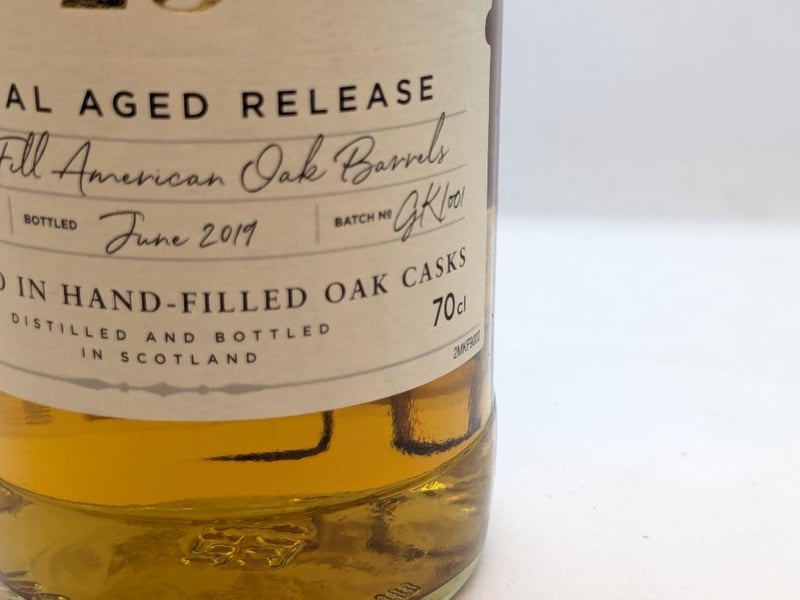 AL AGED RELEASE
Fill American Oak Barrels
BOTTLED June 2019 BATCH Nº GK/001
IN HAND-FILLED OAK CASKS
70cl
DISTILLED AND BOTTLED
IN SCOTLAND